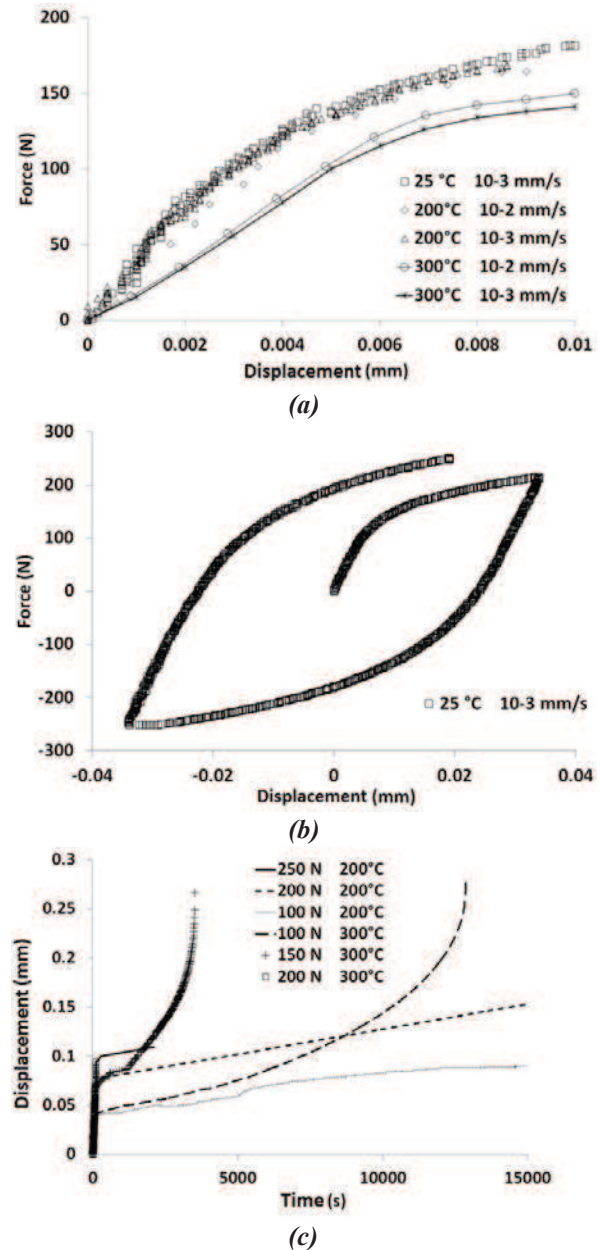 200
150
100
50
0
Force (N)
□ 25 °C 10-3 mm/s
◇ 200°C 10-2 mm/s
△ 200°C 10-3 mm/s
○ 300°C 10-2 mm/s
300°C 10-3 mm/s
0 0.002 0.004 0.006 0.008 0.01
Displacement (mm)
(a)
300
200
100
0
-100
-200
-300
Force (N)
□ 25 °C 10-3 mm/s
-0.04 -0.02 0 0.02 0.04
Displacement (mm)
(b)
0.3
0.25
0.2
0.15
0.1
0.05
0
Displacement (mm)
250 N 200°C
200 N 200°C
100 N 200°C
100 N 300°C
150 N 300°C
200 N 300°C
0 5000 10000 15000
Time (s)
(c)